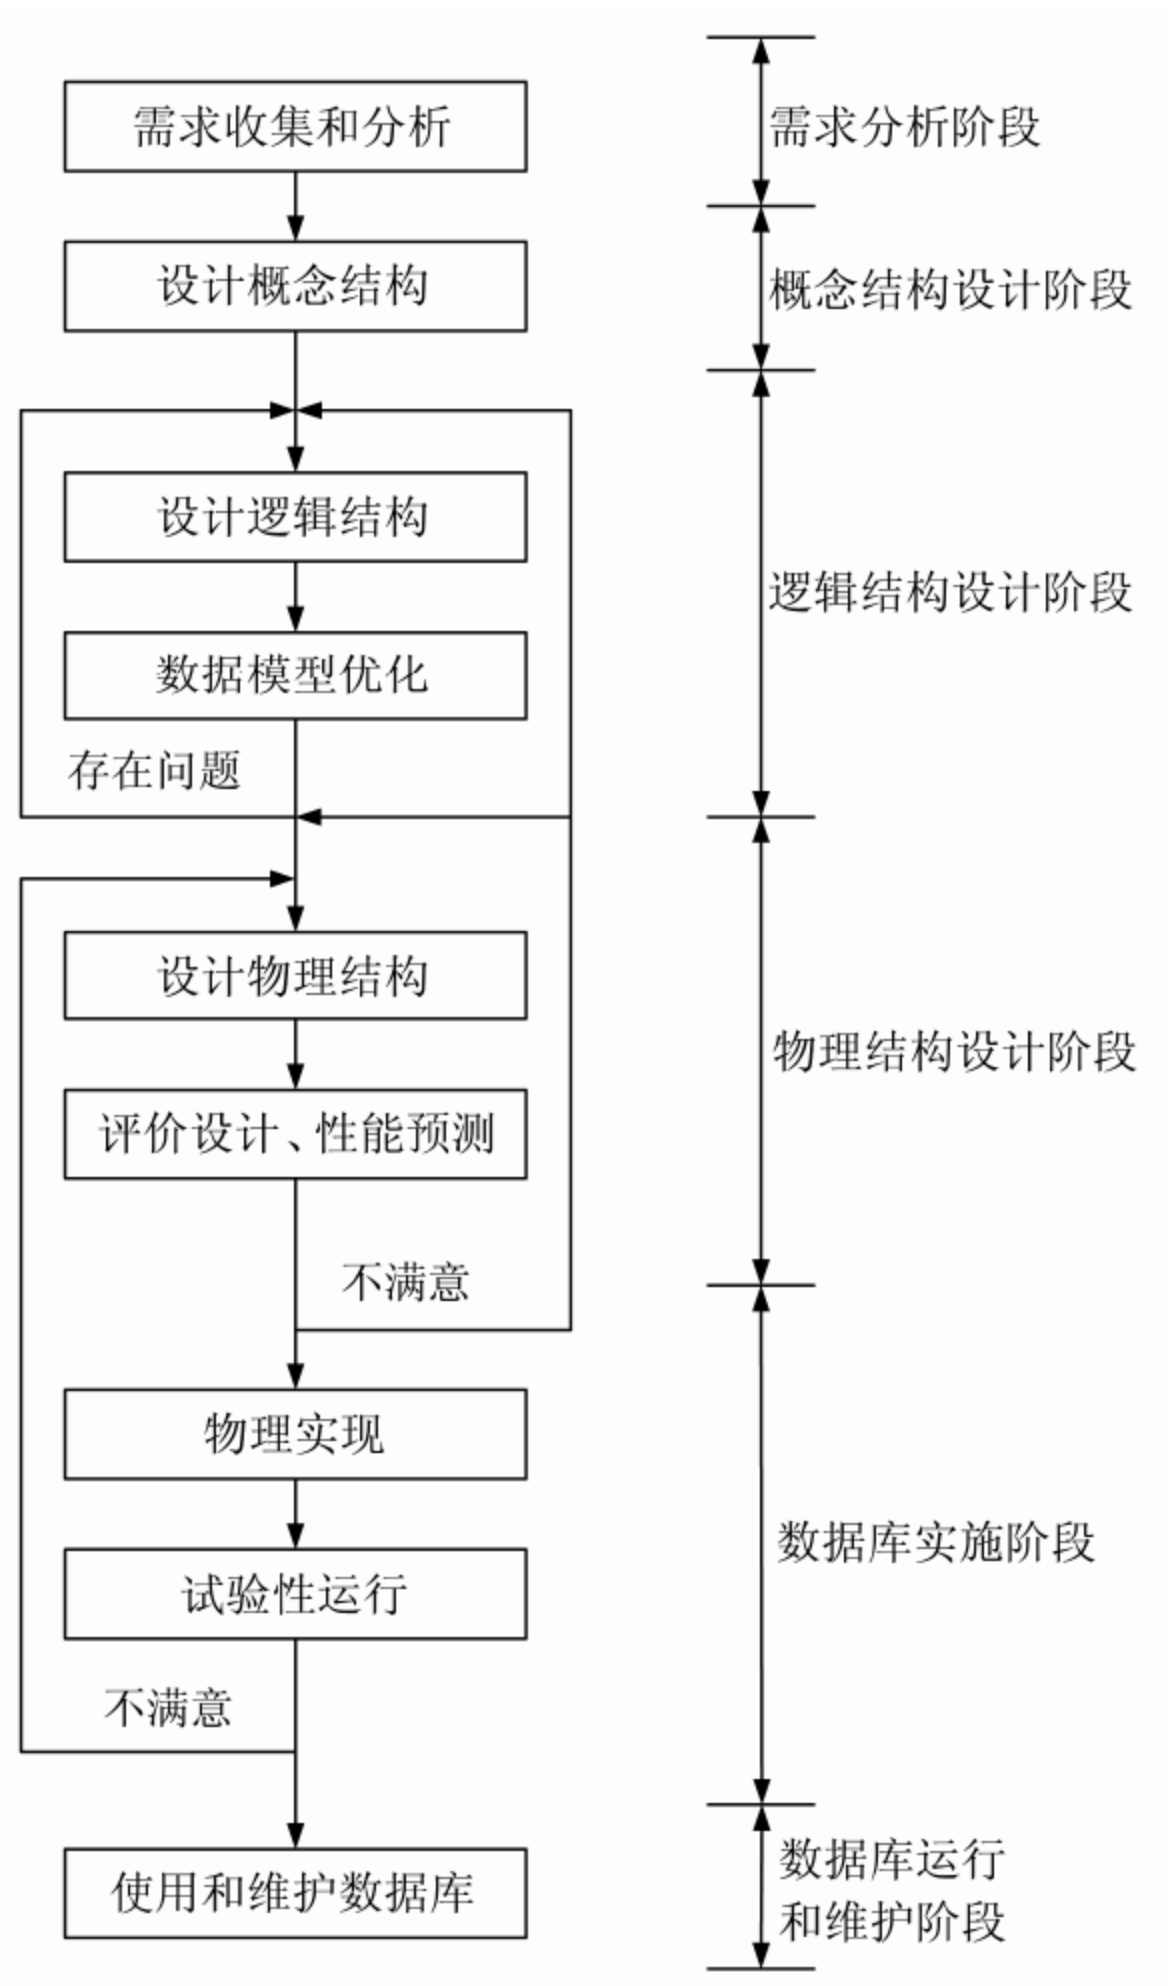 需求收集和分析
需求分析阶段
设计概念结构
概念结构设计阶段
设计逻辑结构
逻辑结构设计阶段
数据模型优化
存在问题
设计物理结构
物理结构设计阶段
评价设计、性能预测
不满意
物理实现
数据库实施阶段
试验性运行
不满意
使用和维护数据库
数据库运行
和维护阶段